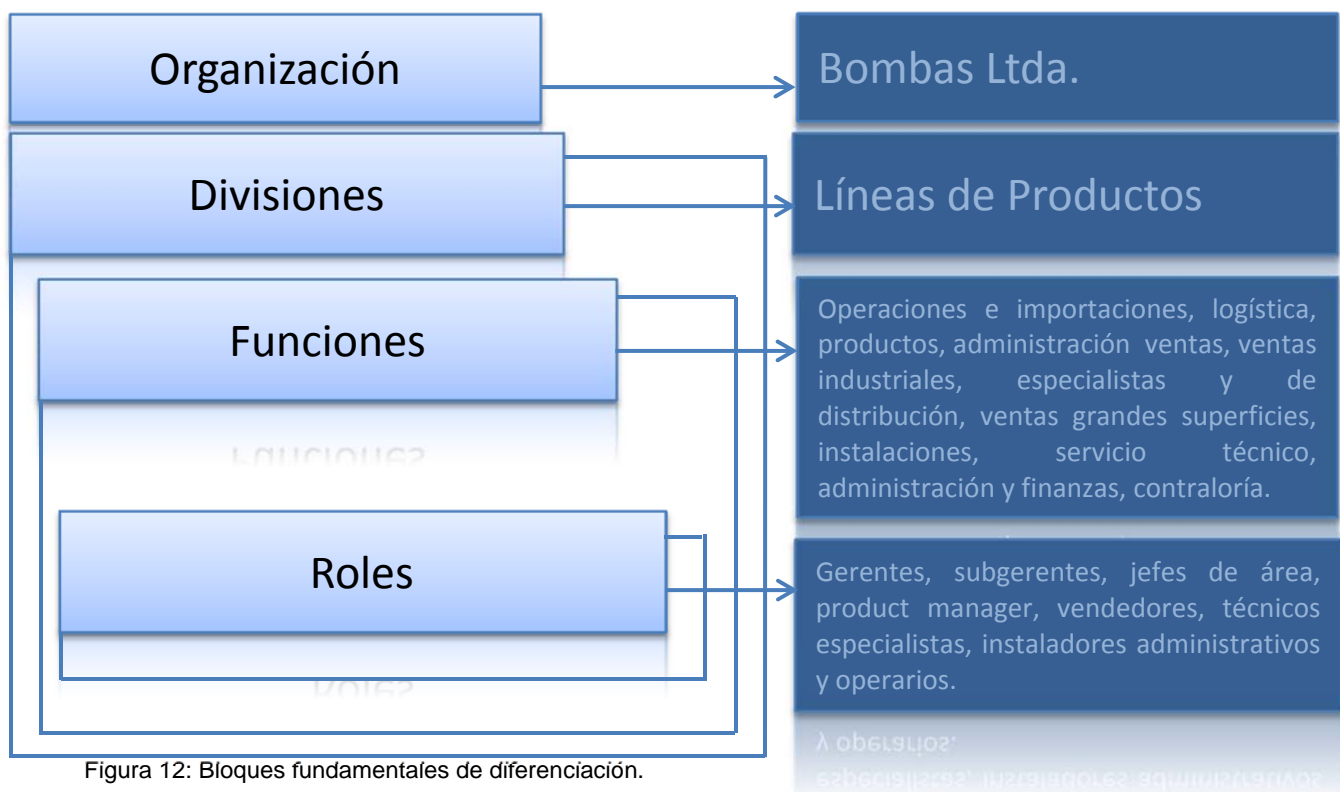 Organización
Bombas Ltda.
Divisiones
Líneas de Productos
Funciones
Operaciones e importaciones, logística,
productos, administración ventas, ventas
industriales, especialistas y de
distribución, ventas grandes superficies,
instalaciones, servicio técnico,
administración y finanzas, contraloría.
Roles
Gerentes, subgerentes, jefes de área,
product manager, vendedores, técnicos
especialistas, instaladores administrativos
y operarios.
Figura 12: Bloques fundamentales de diferenciación.